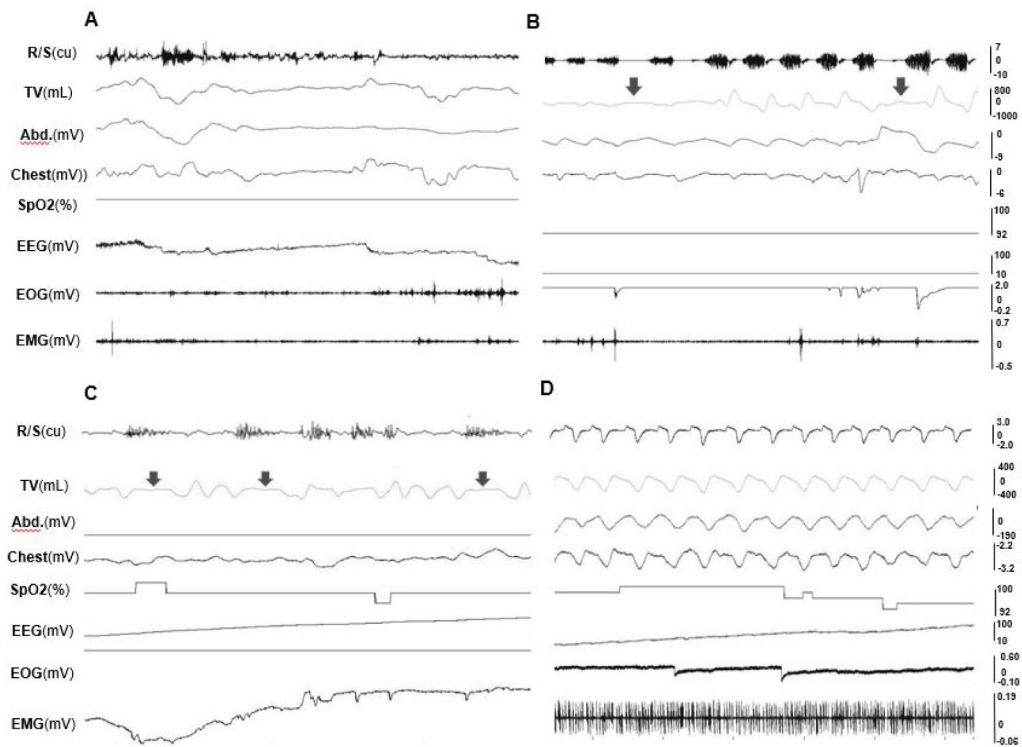 A
B
R/S(cu)
TV(mL)
Abd.(mV)
Chest(mV))
SpO2(%)
EEG(mV)
EOG(mV)
EMG(mV)
7
0
-10
800
0
-1000
0
-9
0
-6
100
92
100
10
2.0
0
-0.2
0.7
0
-0.5
C
D
R/S(cu)
TV(mL)
Abd.(mV)
Chest(mV)
SpO2(%)
EEG(mV)
EOG(mV)
EMG(mV)
3.0
0
-2.0
400
0
-400
0
-190
-2.2
-3.2
100
92
100
10
0.60
0
-0.10
0.19
0
-0.06